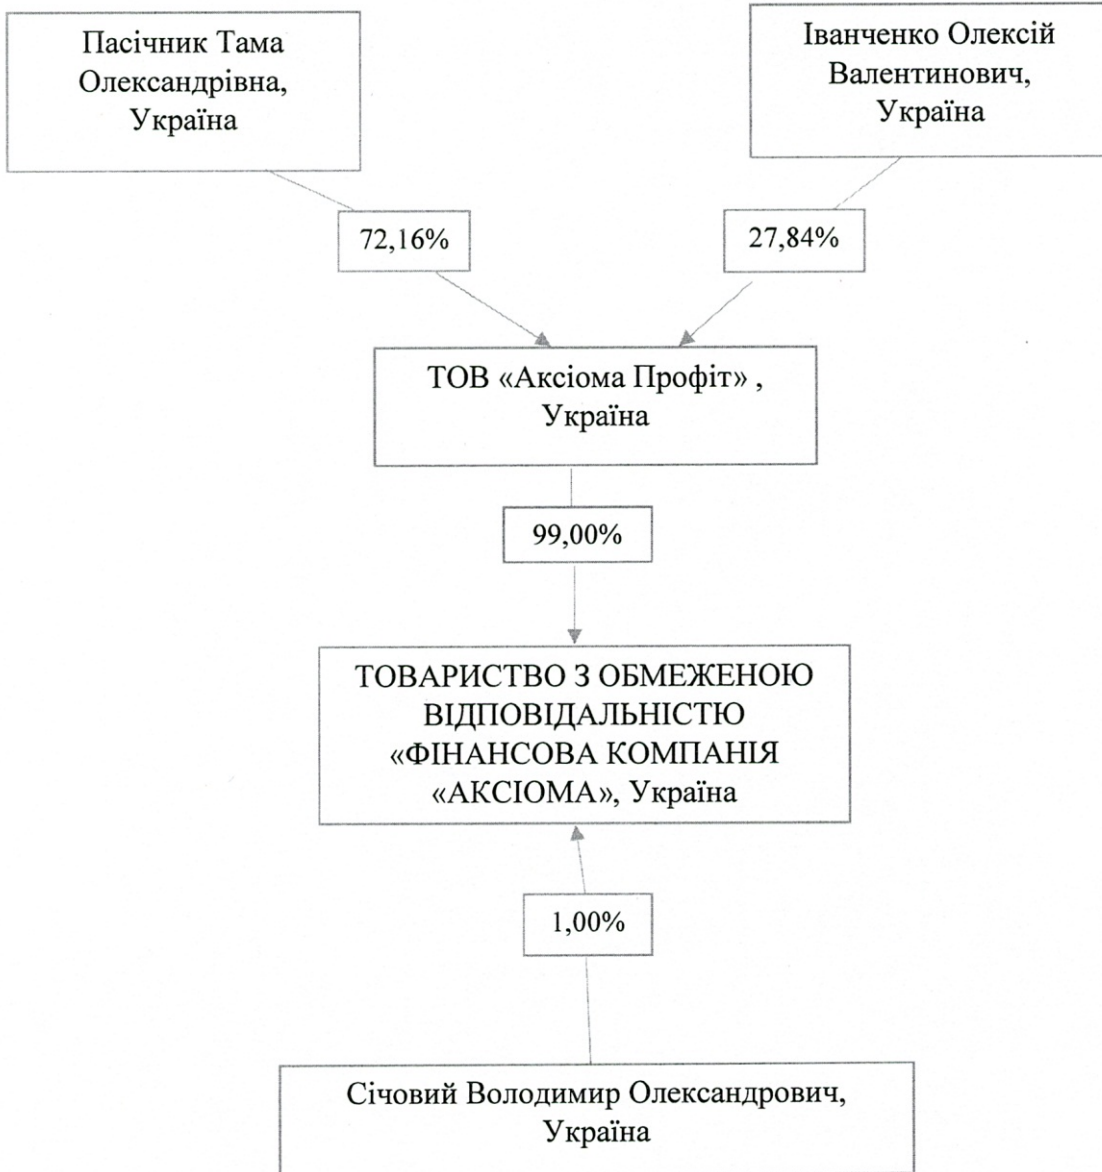 Пасічник Тама
Олександрівна,
Україна
Іванченко Олексій
Валентинович,
Україна
72,16%
27,84%
ТОВ «Аксіома Профіт» ,
Україна
99,00%
ТОВАРИСТВО З ОБМЕЖЕНОЮ
ВІДПОВІДАЛЬНІСТЮ
«ФІНАНСОВА КОМПАНІЯ
«АКСІОМА», Україна
1,00%
Січовий Володимир Олександрович,
Україна